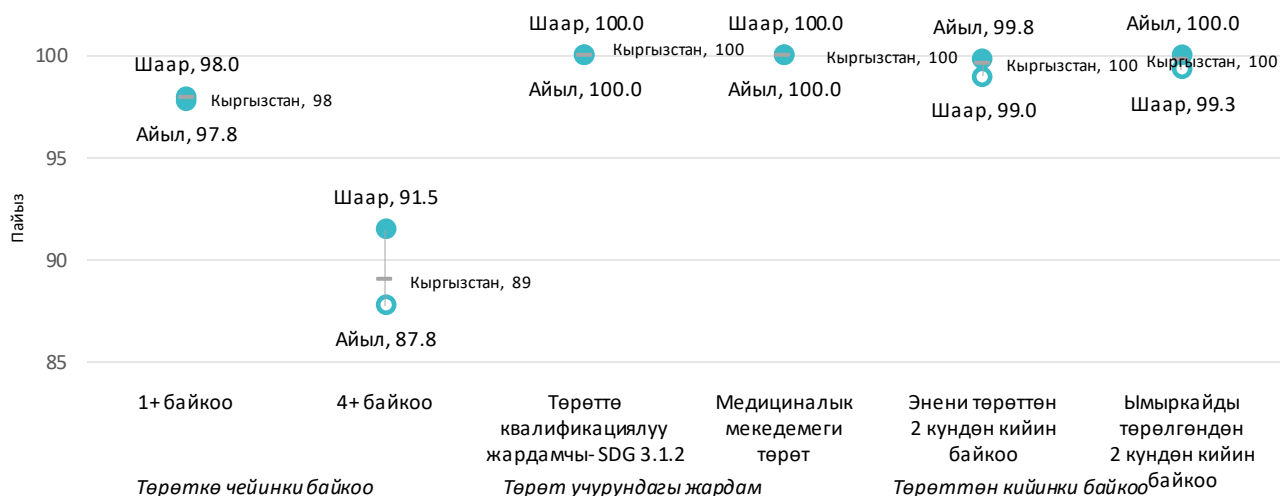 Шаар, 100.0
Шаар, 100.0
Айыл, 99.8
Айыл, 100.0
100
Шаар, 98.0
Кыргызстан, 100
Кыргызстан, 100
Кыргызстан, 100
Кыргызстан, 100
Айыл, 100.0
Айыл, 100.0
Кыргызстан, 98
Шаар, 99.0
Шаар, 99.3
Айыл, 97.8
95
Пайыз
Шаар, 91.5
90
Кыргызстан, 89
Айыл, 87.8
85
1+ байкоо
4+ байкоо
Төрөттө
квалификациялуу
жардамчы- SDG 3.1.2
Медициналык
мекедемеги
төрөт
Энени төрөттөн
2 кундөн кийин
байкоо
Ымыркайды
төрөлгөндөн
2 кундөн кийин
байкоо
Төрөткө чейинки байкоо
Төрөт учурундагы жардам
Төрөттөн кийинки байкоо